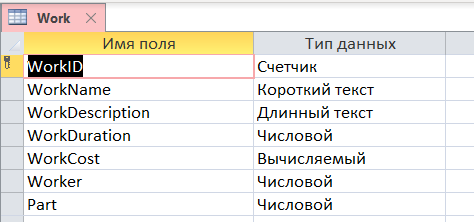 Work
Имя поля Тип данных
WorkID Счетчик
WorkName Короткий текст
WorkDescription Длинный текст
WorkDuration Числовой
WorkCost Вычисляемый
Worker Числовой
Part Числовой